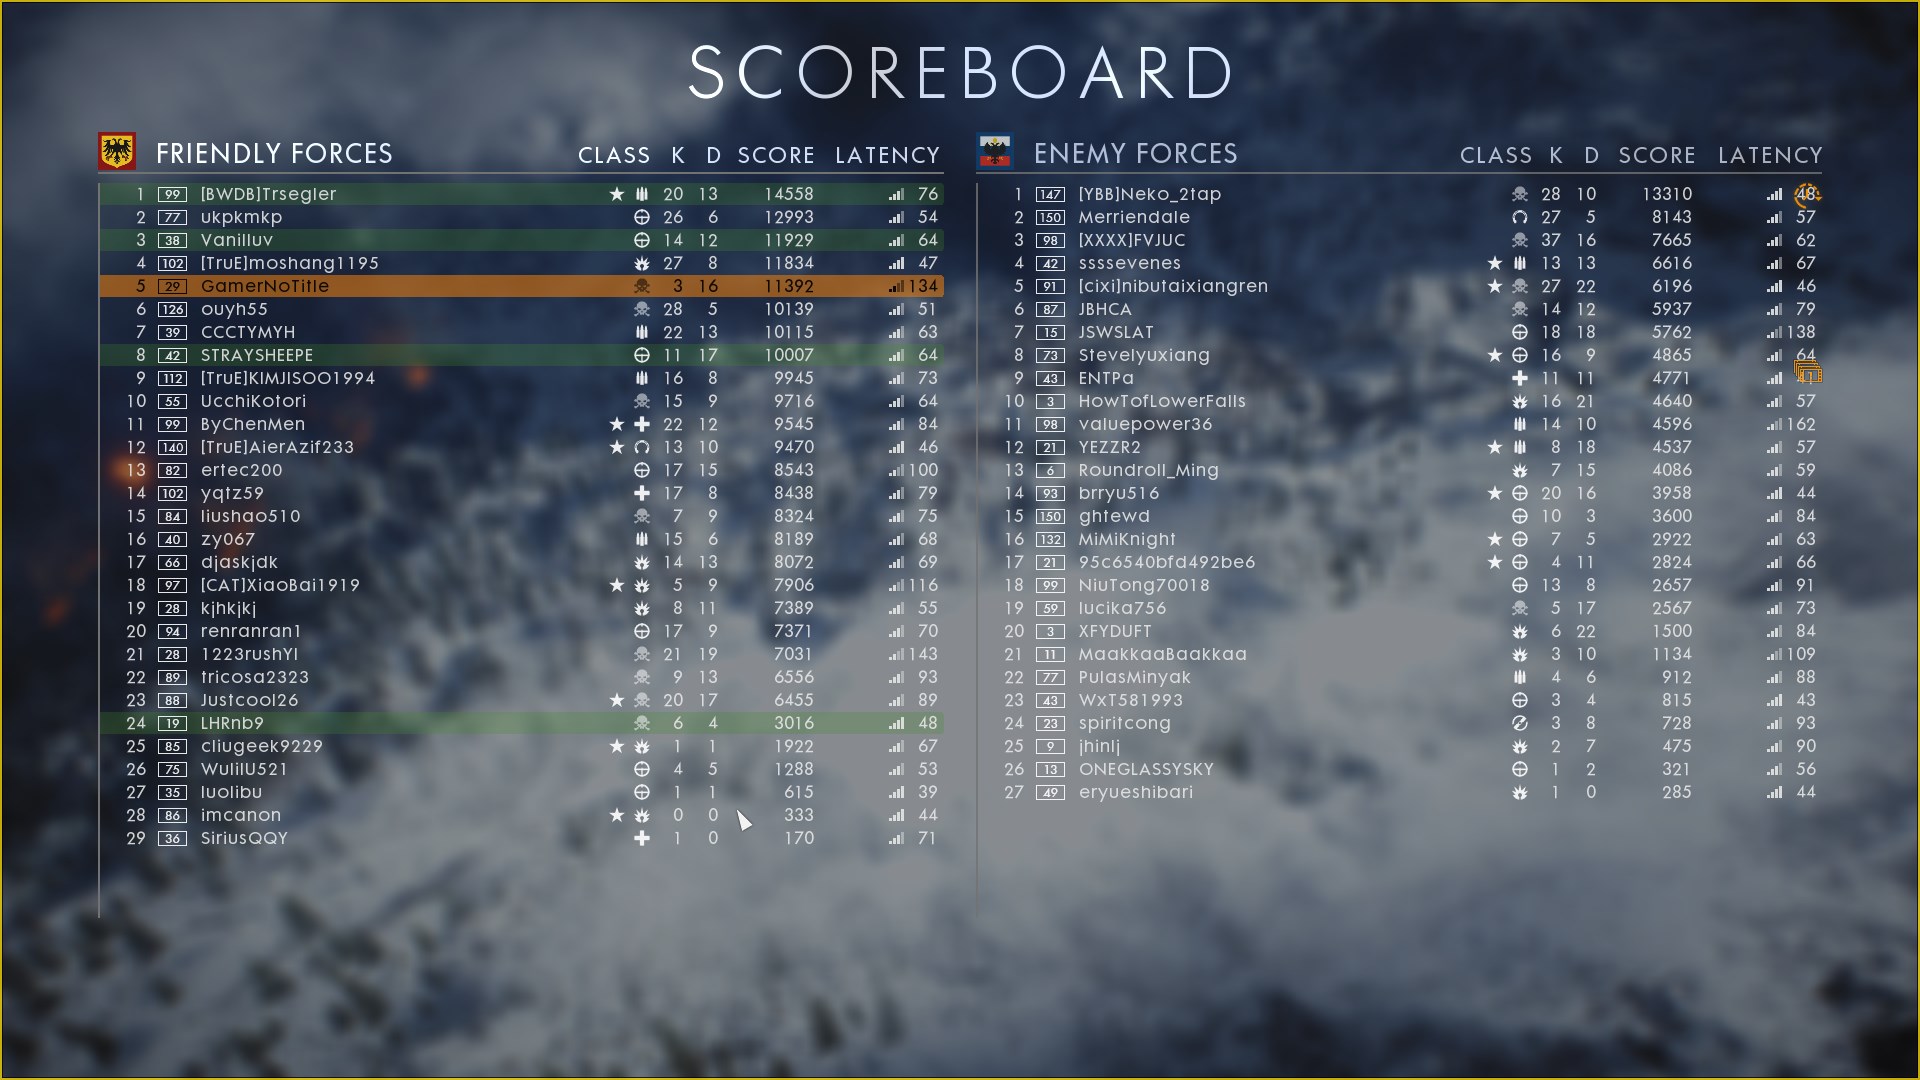 SCOREBOARD
FRIENDLY FORCES CLASS K D SCORE LATENCY
1 99 [BWDB]Trsegler 20 13 14558 76
2 77 ukpkmkp 26 6 12993 54
3 38 Vanilluv 14 12 11929 64
4 102 [TruE]moshang1195 27 8 11834 47
5 29 GamerNoTitle 3 16 11392 134
6 126 ouyh55 28 5 10139 51
7 39 CCCTYMYH 22 13 10115 63
8 42 STRAYSHEEPE 11 17 10007 64
9 112 [TruE]KIMJISOO1994 16 8 9945 73
10 55 UcchiKotori 15 9 9716 64
11 99 ByChenMen 22 12 9545 84
12 140 [TruE]AierAzif233 13 10 9470 46
13 82 ertec200 17 15 8543 100
14 102 yqtz59 17 8 8438 79
15 84 liushao510 7 9 8324 75
16 40 zy067 15 6 8189 68
17 66 djaskjdk 14 13 8072 69
18 97 [CAT]XiaoBai1919 5 9 7906 116
19 28 kjhkjkj 8 11 7389 55
20 94 renranran1 17 9 7371 70
21 28 1223rushYI 21 19 7031 143
22 89 tricosa2323 9 13 6556 93
23 88 Justcool26 20 17 6455 89
24 19 LHRnb9 6 4 3016 48
25 85 cliugeek9229 1 1 1922 67
26 75 WulilU521 4 5 1288 53
27 35 luolibu 1 1 615 39
28 86 imcanon 0 0 333 44
29 36 SiriusQQY 1 0 170 71
ENEMY FORCES CLASS K D SCORE LATENCY
1 147 [YBB]Neko_2tap 28 10 13310 48
2 150 Merriendale 27 5 8143 57
3 98 [XXXX]FVJUC 37 16 7665 62
4 42 sssseven​es 13 13 6616 67
5 91 [cixi]nibutaixiangren 27 22 6196 46
6 87 JBHCA 14 12 5937 79
7 15 JSWSLAT 18 18 5762 138
8 73 Stevelyuxiang 16 9 4865 64
9 43 ENTPa 11 11 4771
10 3 HowTofLowerFalls 16 21 4640 57
11 98 valuepower36 14 10 4596 162
12 21 YEZZR2 8 18 4537 57
13 6 Roundroll_Ming 7 15 4086 59
14 93 brryu516 20 16 3958 44
15 150 ghtewd 10 3 3600 84
16 132 MiMiKnight 7 5 2922 63
17 21 95c6540bfd492be6 4 11 2824 66
18 99 NiuTong70018 13 8 2657 91
19 59 lucika756 5 17 2567 73
20 3 XFYDUFT 6 22 1500 84
21 11 MaakkaaBaakkaa 3 10 1134 109
22 77 PulasMinyak 4 6 912 88
23 43 WxT581993 3 4 815 43
24 23 spiritcong 3 8 728 93
25 9 jhinlj 2 7 475 90
26 13 ONEGLASSYSKY 1 2 321 56
27 49 eryueshibari 1 0 285 44